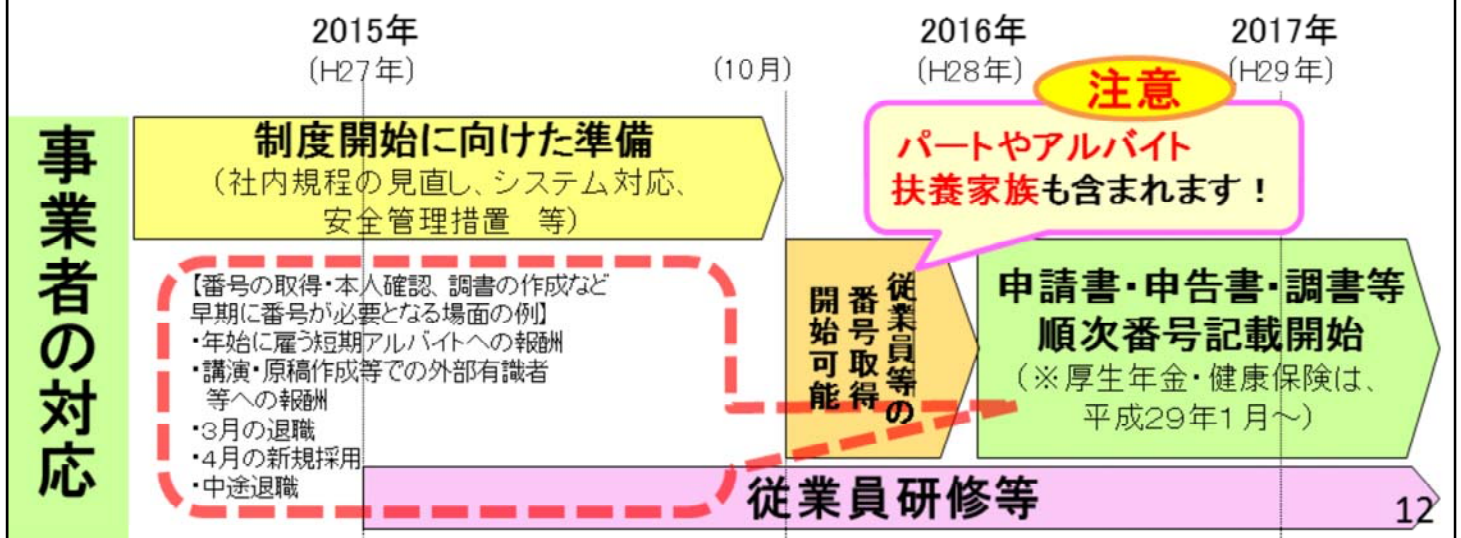 2015年
(H27年)
(10月)
2016年
(H28年)
2017年
(H29年)
注意
パートやアルバイト
扶養家族も含まれます！
事業者の対応
制度開始に向けた準備
(社内規程の見直し、システム対応、
安全管理措置　等)
【番号の取得・本人確認、調書の作成など
早期に番号が必要となる場面の例】
・年始に雇う短期アルバイトへの報酬
・講演・原稿作成等での外部有識者
等への報酬
・3月の退職
・4月の新規採用
・中途退職
従業員等の
番号取得
開始可能
申請書・申告書・調書等
順次番号記載開始
(※厚生年金・健康保険は、
平成29年1月～)
従業員研修等
12